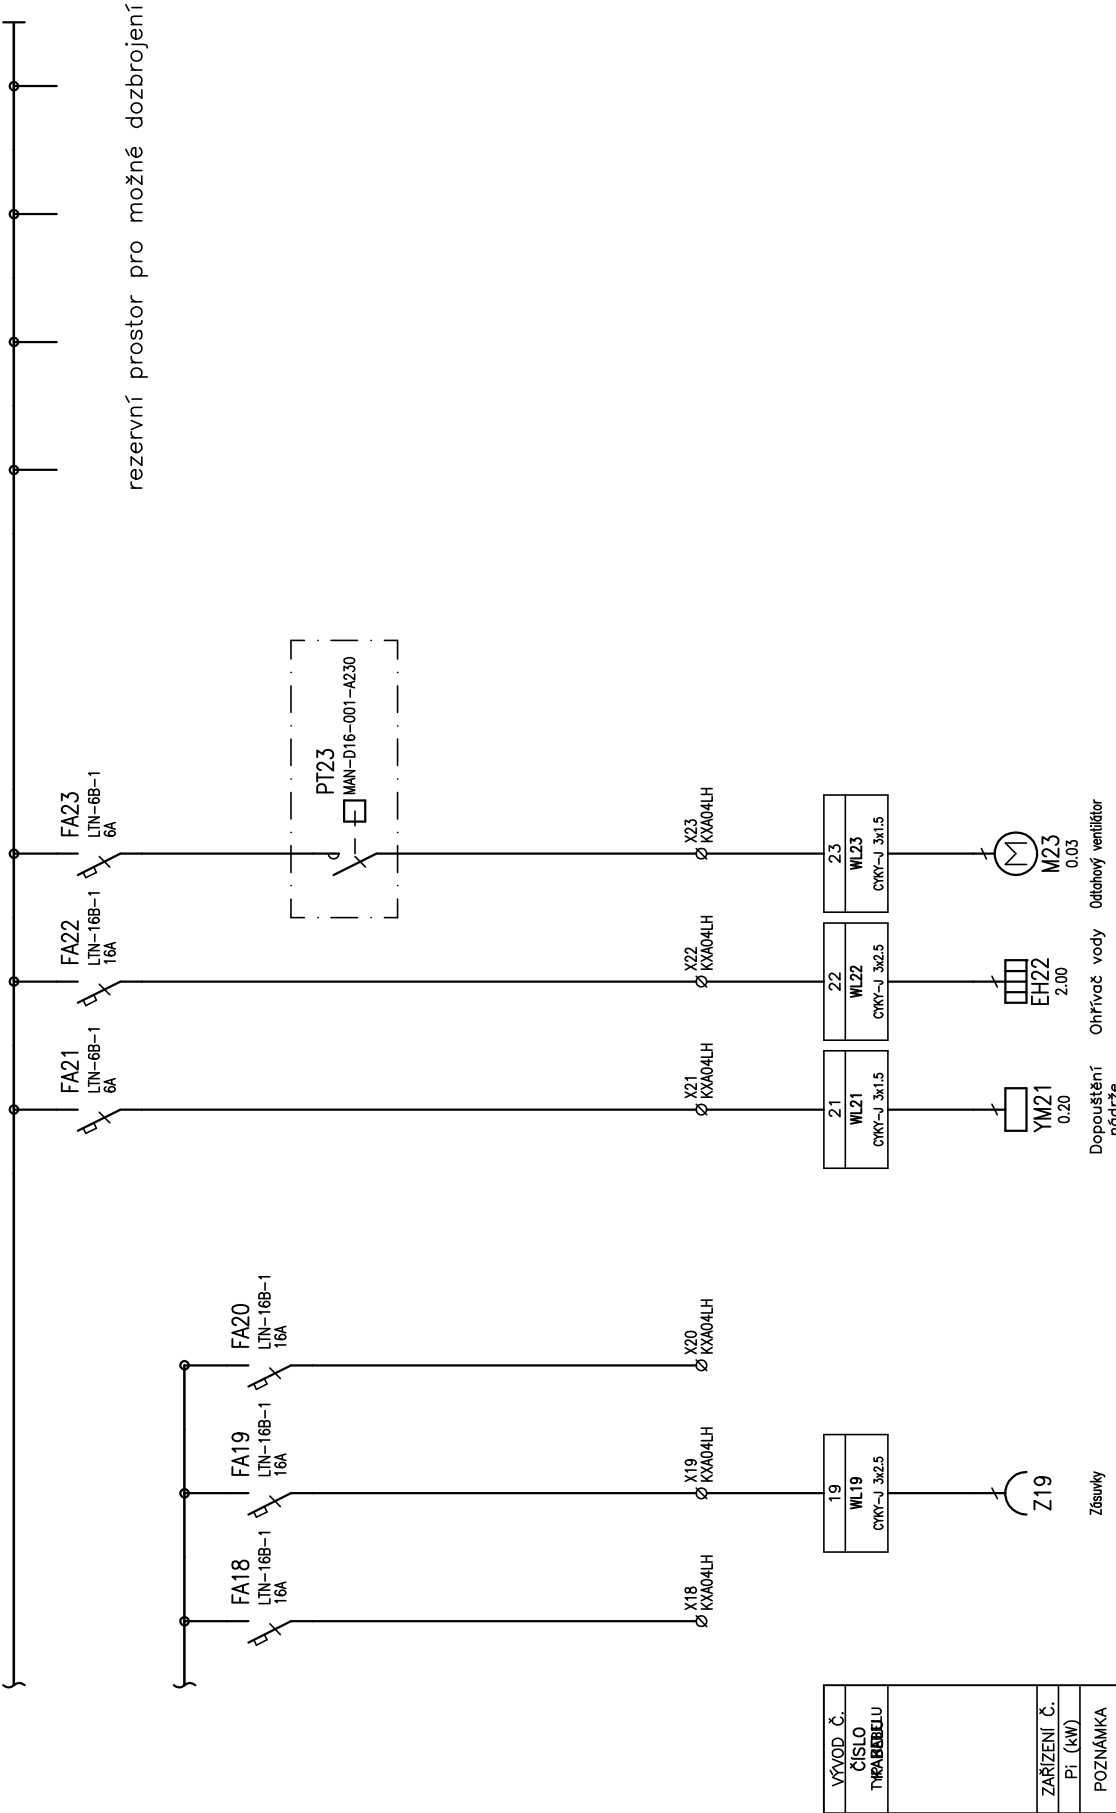 rezervní prostor pro možné dozbrojení
FA18
LTN-16B-1
16A
FA19
LTN-16B-1
16A
FA20
LTN-16B-1
16A
FA21
LTN-6B-1
6A
FA22
LTN-16B-1
16A
FA23
LTN-6B-1
6A
PT23
MAN-D16-001-A230
X18
KXA04LH
X19
KXA04LH
X20
KXA04LH
X21
KXA04LH
X22
KXA04LH
X23
KXA04LH
VÝVOD Č.
19
21
22
23
ČÍSLO
WL19
WL21
WL22
WL23
CYKY-J 3x2.5
CYKY-J 3x1.5
CYKY-J 3x2.5
CYKY-J 3x1.5
M
ZAŘÍZENÍ Č.
Z19
YM21
EH22
M23
Pi (kW)
0.20
2.00
0.03
POZNÁMKA
Zásuvky
Dopouštění
nádrže
Ohřívač vody
Odtahový ventilátor